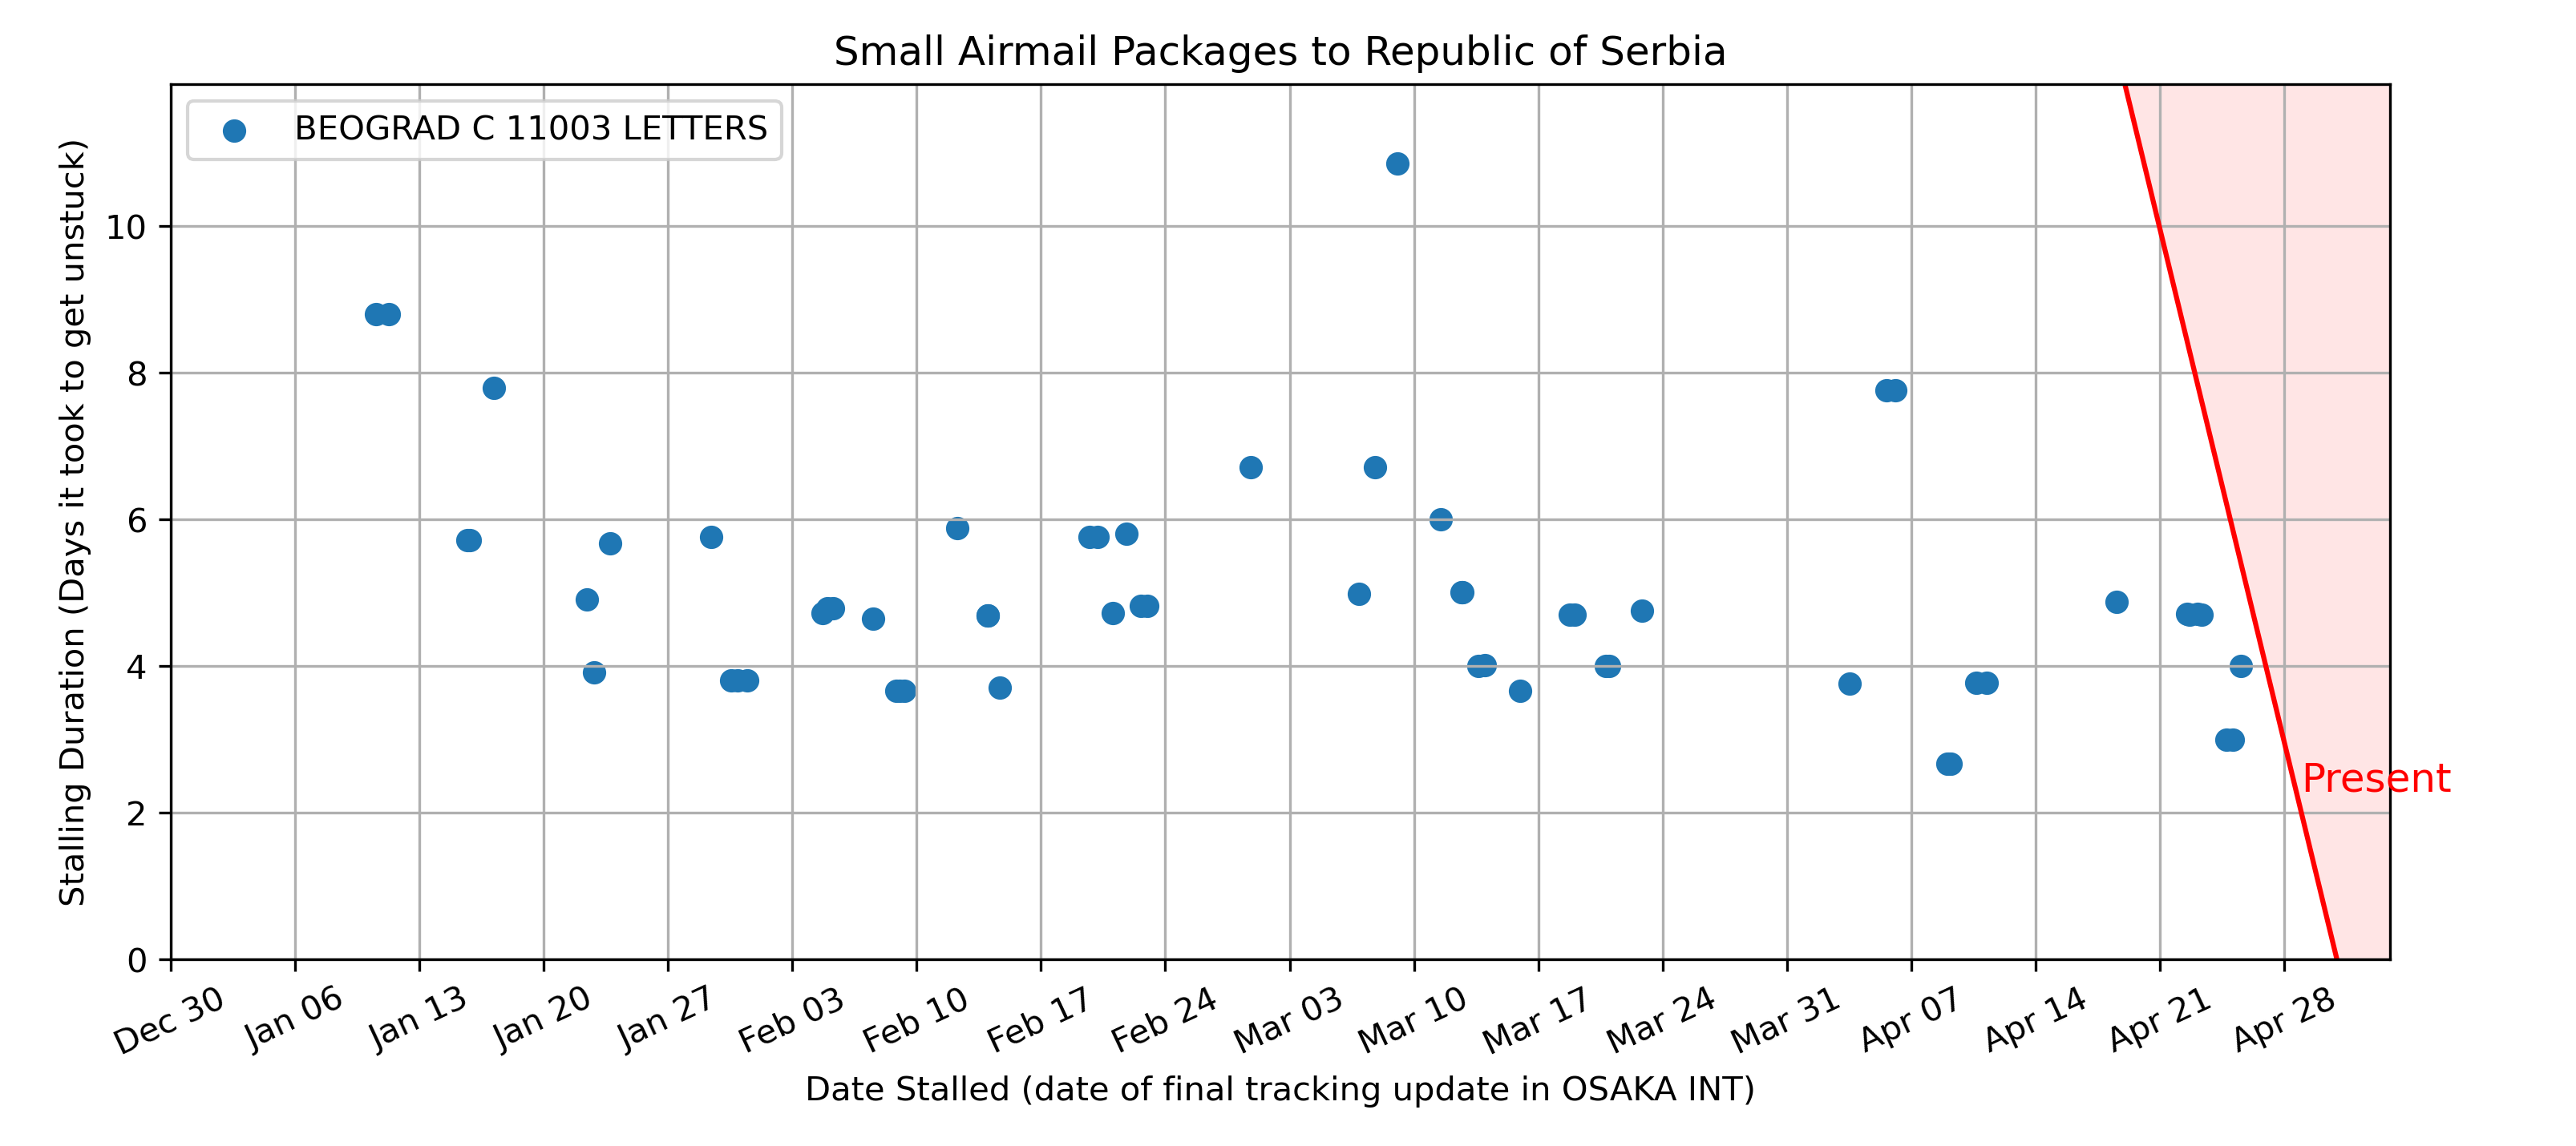 Small Airmail Packages to Republic of Serbia
BEOGRAD C 11003 LETTERS
Stalling Duration (Days it took to get unstuck)
10
8
6
4
2
0
Present
Dec 30
Jan 06
Jan 13
Jan 20
Jan 27
Feb 03
Feb 10
Feb 17
Feb 24
Mar 03
Mar 10
Mar 17
Mar 24
Mar 31
Apr 07
Apr 14
Apr 21
Apr 28
Date Stalled (date of final tracking update in OSAKA INT)